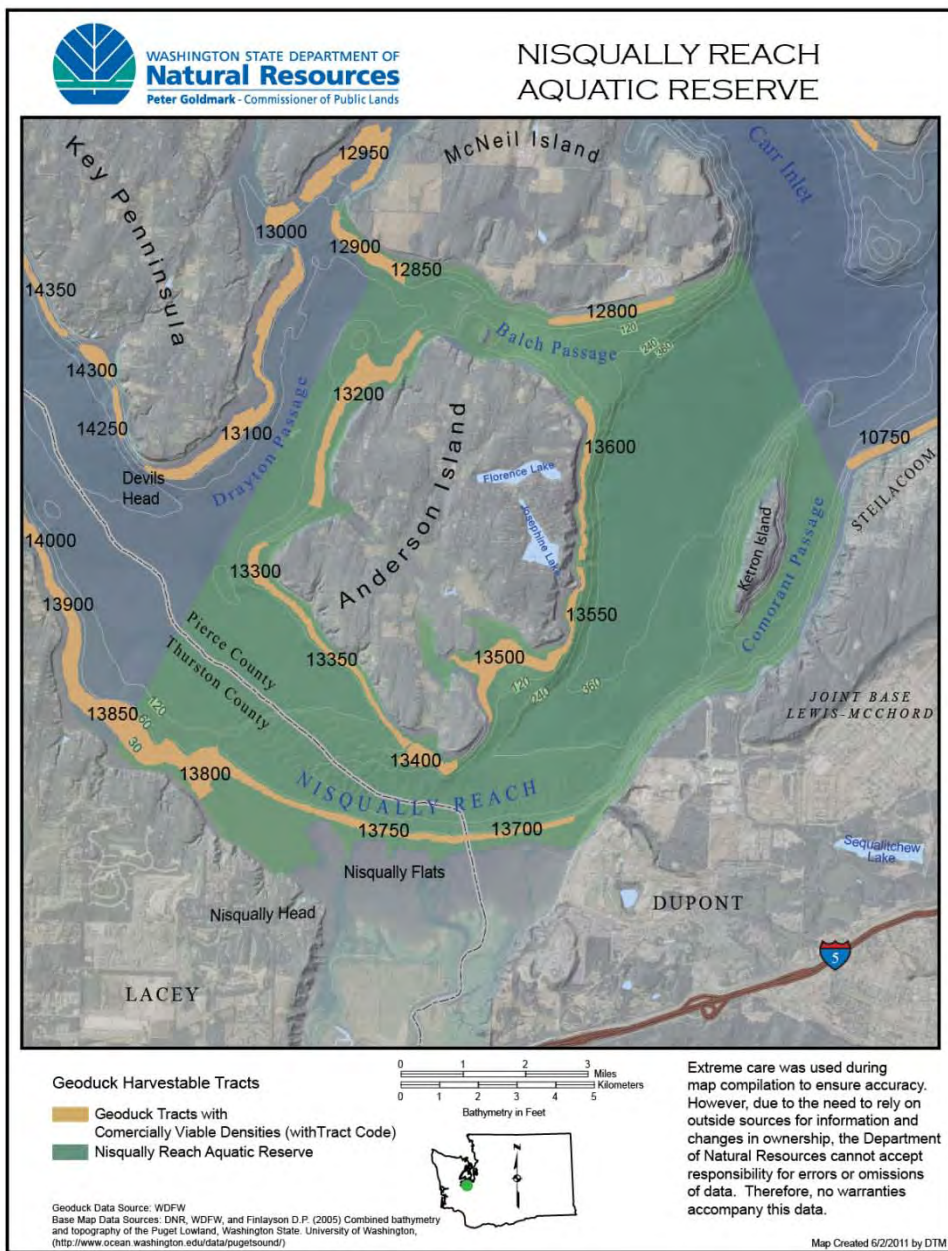 WASHINGTON STATE DEPARTMENT OF
Natural Resources
Peter Goldmark - Commissioner of Public Lands
NISQUALLY REACH
AQUATIC RESERVE
Key Penninsula
12950
McNeil Island
Carr Inlet
13000
12900
12850
14350
12800
120
240
360
Balch Passage
14300
13200
14250
13100
Drayton Passage
Devils
Head
Anderson Island
13600
10750
STEILACOOM
Florence Lake
Josephine Lake
Ketron Island
Comorant Passage
14000
13900
13300
13550
Pierce County
Thurston County
13350
13500
120
240
360
JOINT BASE
LEWIS-MCCHORD
13850
120
60
30
13800
13400
NISQUALLY REACH
13750
13700
Nisqually Flats
Sequalitchew
Lake
DUPONT
Nisqually Head
5
LACEY
Geoduck Harvestable Tracts
Geoduck Tracts with
Comercially Viable Densities (withTract Code)
Nisqually Reach Aquatic Reserve
0 1 2 3
Miles
Kilometers
0 1 2 3 4 5
Bathymetry in Feet
N
Extreme care was used during
map compilation to ensure accuracy.
However, due to the need to rely on
outside sources for information and
changes in ownership, the Department
of Natural Resources cannot accept
responsibility for errors or omissions
of data. Therefore, no warranties
accompany this data.
Geoduck Data Source: WDFW
Base Map Data Sources: DNR, WDFW, and Finlayson D.P. (2005) Combined bathymetry
and topography of the Puget Lowland, Washington State. University of Washington,
(http://www.ocean.washington.edu/data/pugetsound/)
Map Created 6/2/2011 by DTM